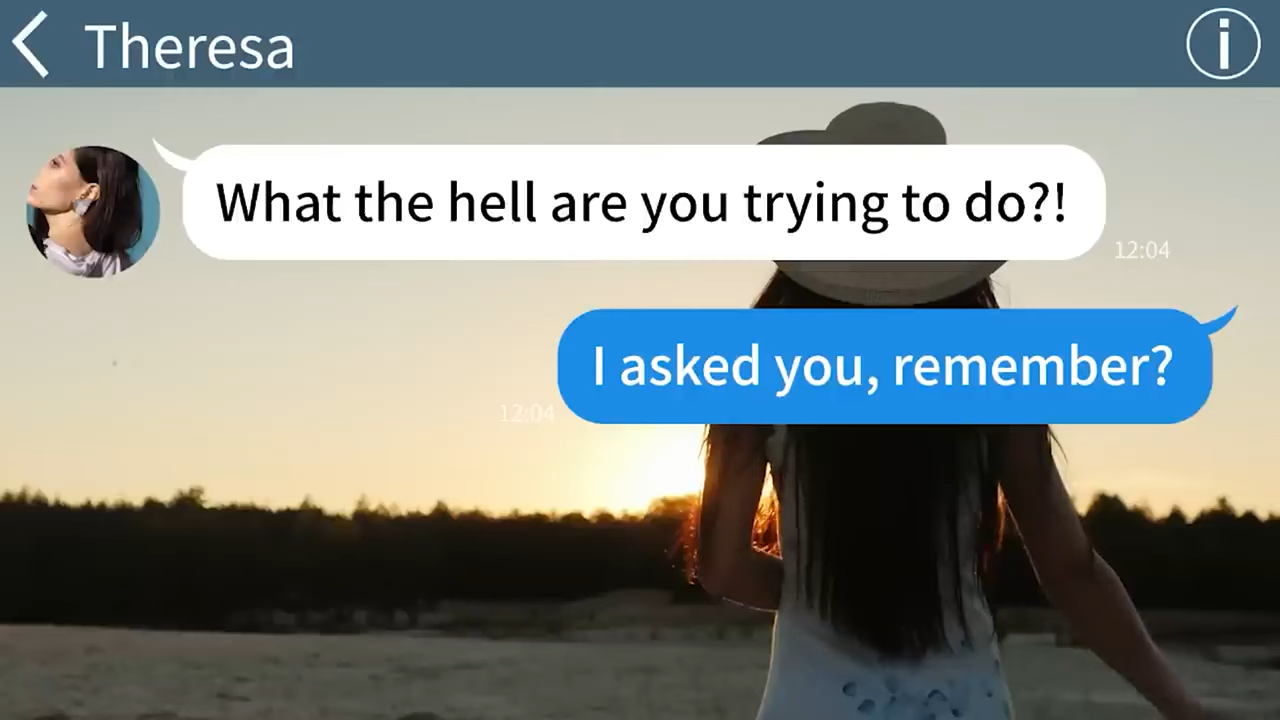 Theresa
What the hell are you trying to do?!
12:04
I asked you, remember?
12:04